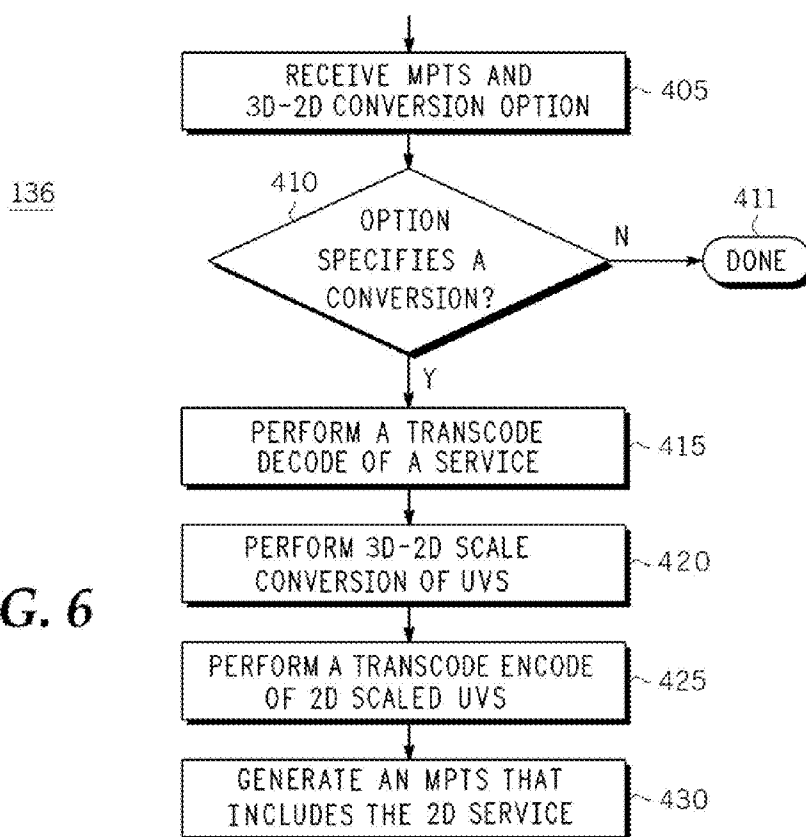 RECEIVE MPTS AND
3D-2D CONVERSION OPTION
405
136
410
OPTION
SPECIFIES A
CONVERSION?
N
411
DONE
Y
PERFORM A TRANSCODE
DECODE OF A SERVICE
415
PERFORM 3D-2D SCALE
CONVERSION OF UVS
420
G. 6
PERFORM A TRANSCODE ENCODE
OF 2D SCALED UVS
425
GENERATE AN MPTS THAT
INCLUDES THE 2D SERVICE
430